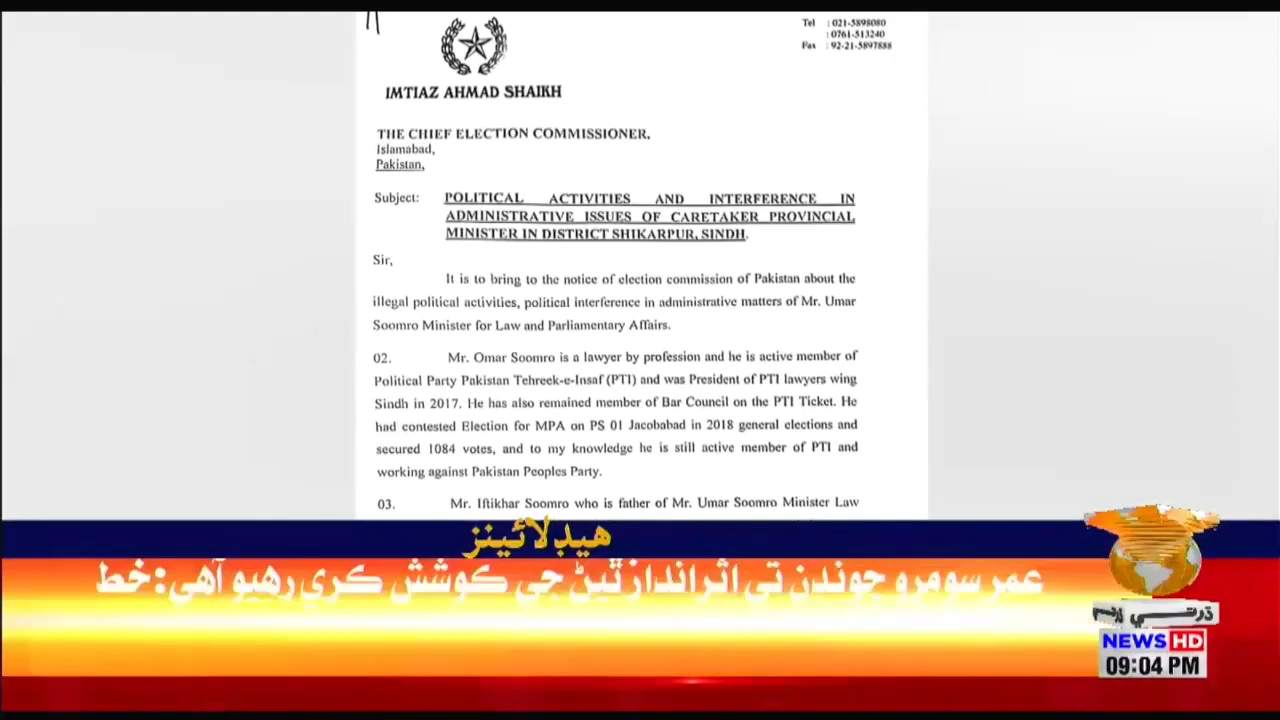 Tel : 021-5898080
: 0761-513240
Fax : 92-21-5897888
IMTIAZ AHMAD SHAIKH
THE CHIEF ELECTION COMMISSIONER,
Islamabad,
Pakistan,
Subject: POLITICAL ACTIVITIES AND INTERFERENCE IN
ADMINISTRATIVE ISSUES OF CARETAKER PROVINCIAL
MINISTER IN DISTRICT SHIKARPUR, SINDH.
Sir,
It is to bring to the notice of election commission of Pakistan about the
illegal political activities, political interference in administrative matters of Mr. Umar
Soomro Minister for Law and Parliamentary Affairs.
02. Mr. Omar Soomro is a lawyer by profession and he is active member of
Political Party Pakistan Tehreek-e-Insaf (PTI) and was President of PTI lawyers wing
Sindh in 2017. He has also remained member of Bar Council on the PTI Ticket. He
had contested Election for MPA on PS 01 Jacobabad in 2018 general elections and
secured 1084 votes, and to my knowledge he is still active member of PTI and
working against Pakistan Peoples Party.
03. Mr. Iftikhar Soomro who is father of Mr. Umar Soomro Minister Law
هيڊلائينز
عمر سومرو چونڊن تي اثرانداز ٿيڻ جي ڪوشش ڪري رهيو آهي: خط
NEWS HD
09:04 PM